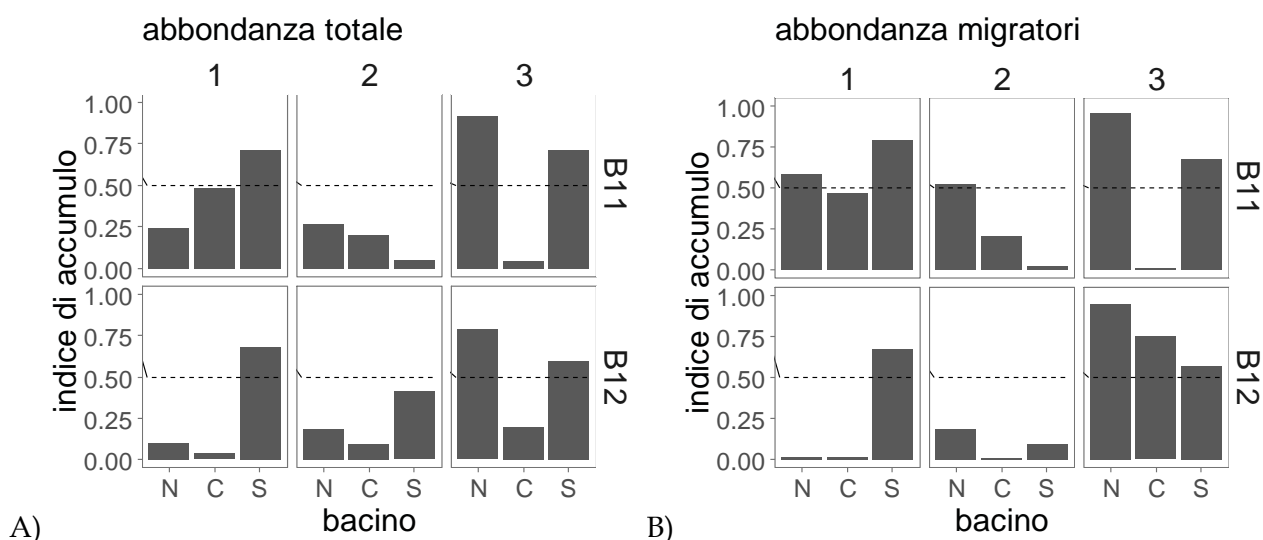 abbondanza totale
1 2 3
indice di accumulo
1.00
0.75
0.50
0.25
0.00
B11
1.00
0.75
0.50
0.25
0.00
B12
N C S N C S N C S
bacino
A)
abbondanza migratori
1 2 3
indice di accumulo
1.00
0.75
0.50
0.25
0.00
B11
1.00
0.75
0.50
0.25
0.00
B12
N C S N C S N C S
bacino
B)